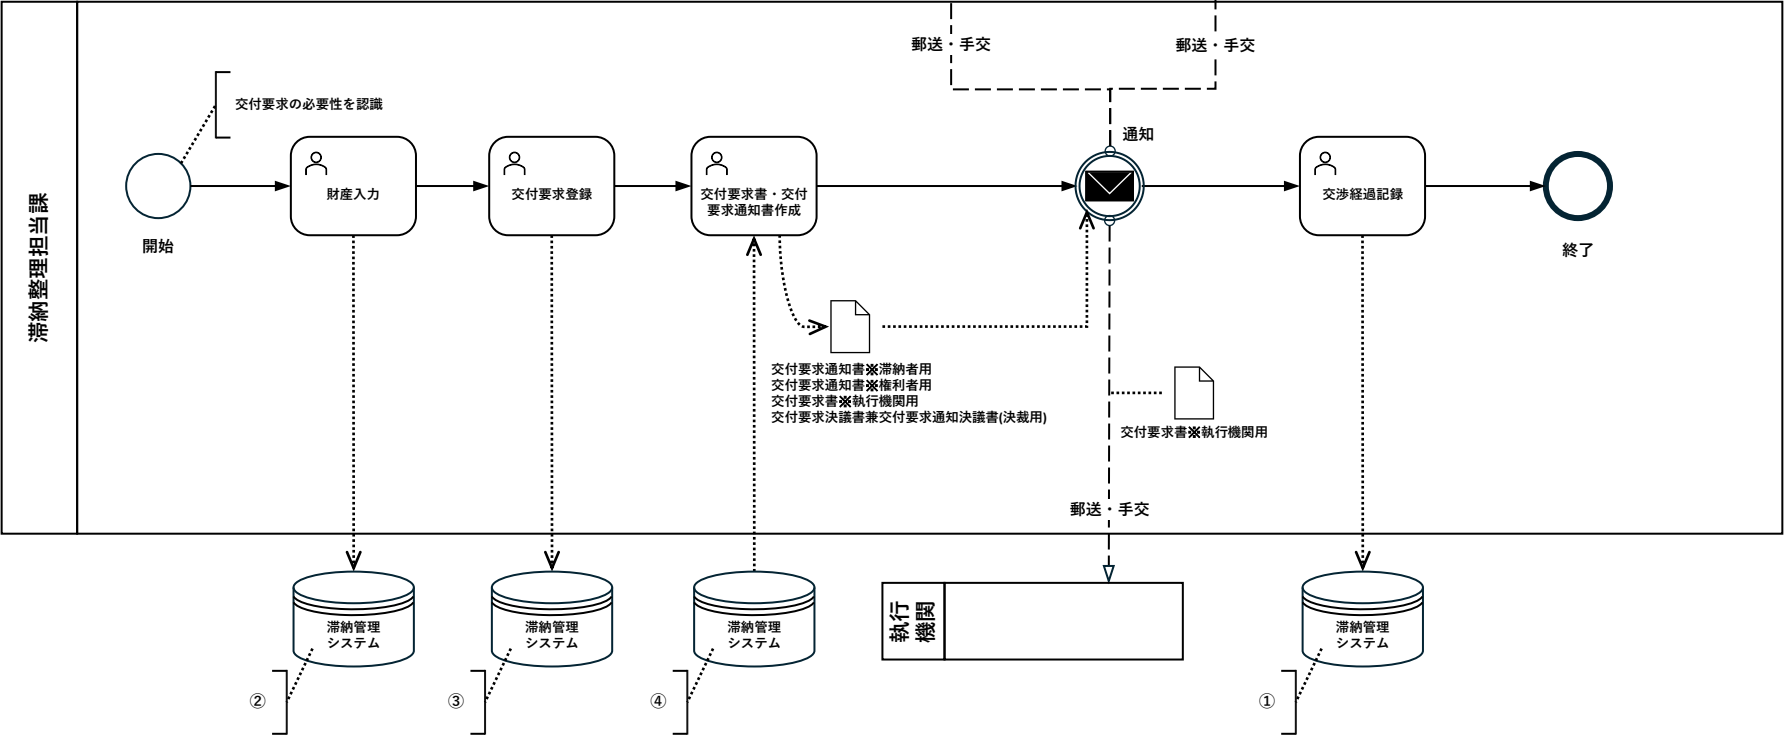 郵送・手交
郵送・手交
交付要求の必要性を認識
通知
滞納整理担当課
開始
財産入力
交付要求登録
交付要求書・交付
要求通知書作成
交渉経過記録
終了
交付要求通知書※滞納者用
交付要求通知書※権利者用
交付要求書※執行機関用
交付要求決議書兼交付要求通知決議書(決裁用)
交付要求書※執行機関用
郵送・手交
滞納管理
システム
滞納管理
システム
滞納管理
システム
執行
機関
滞納管理
システム
②
③
④
①